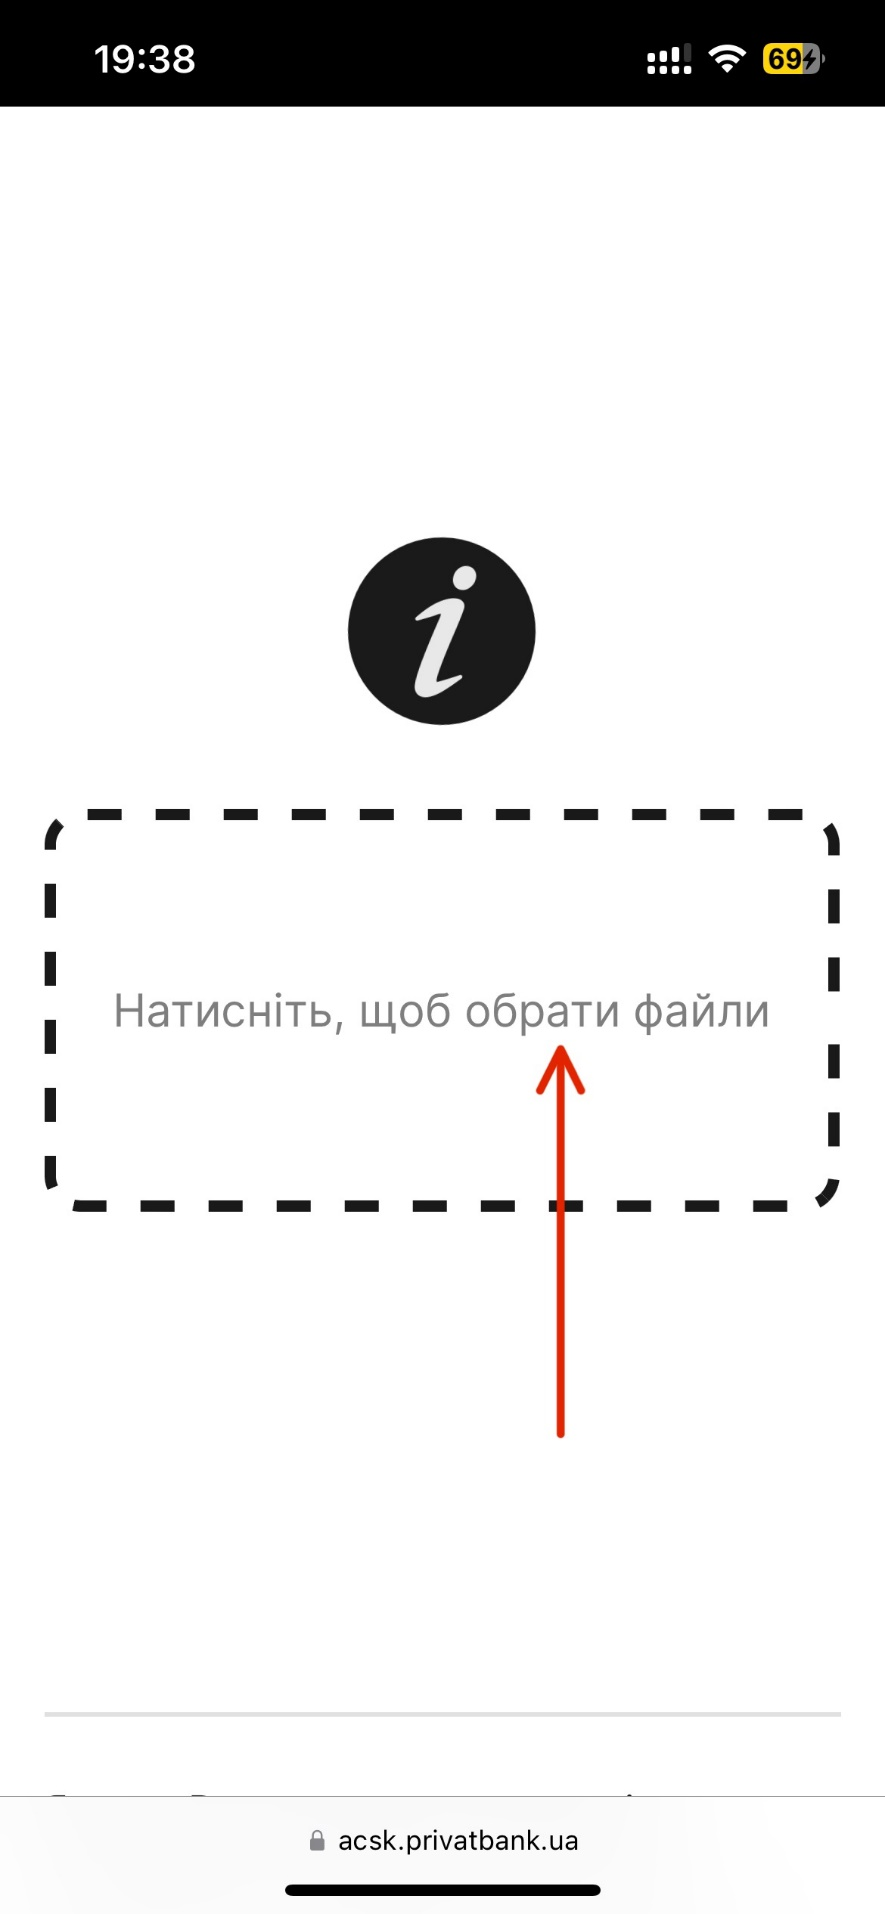 19:38
69
i
Натисніть, щоб обрати файли
acsk.privatbank.ua